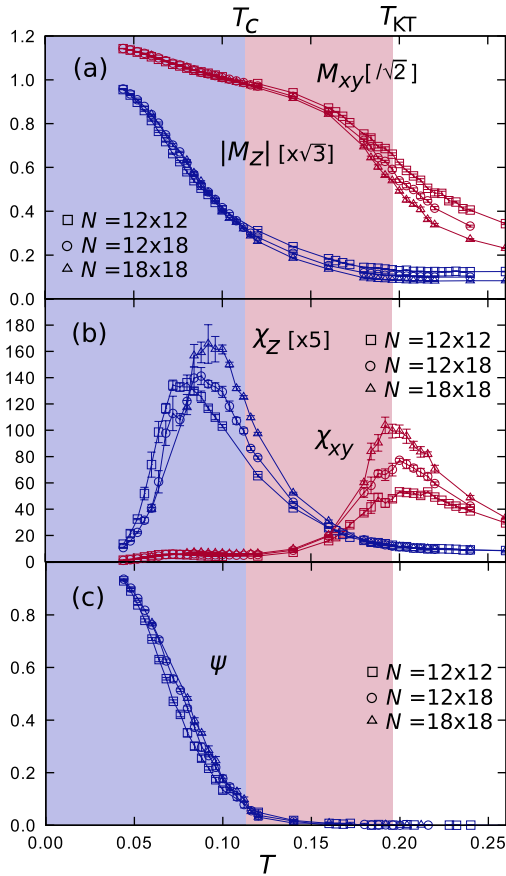 T_C T_KT
1.2
1.0
0.8
0.6
0.4
0.2
0.0
(a)
M_xy[/√2]
|M_Z| [x√3]
N =12x12
N =12x18
N =18x18
180
160
140
120
100
80
60
40
20
0
(b)
χ_Z [x5]
χ_xy
N =12x12
N =12x18
N =18x18
0.8
0.6
0.4
0.2
0.0
(c)
ψ
N =12x12
N =12x18
N =18x18
0.00 0.05 0.10 0.15 0.20 0.25
T